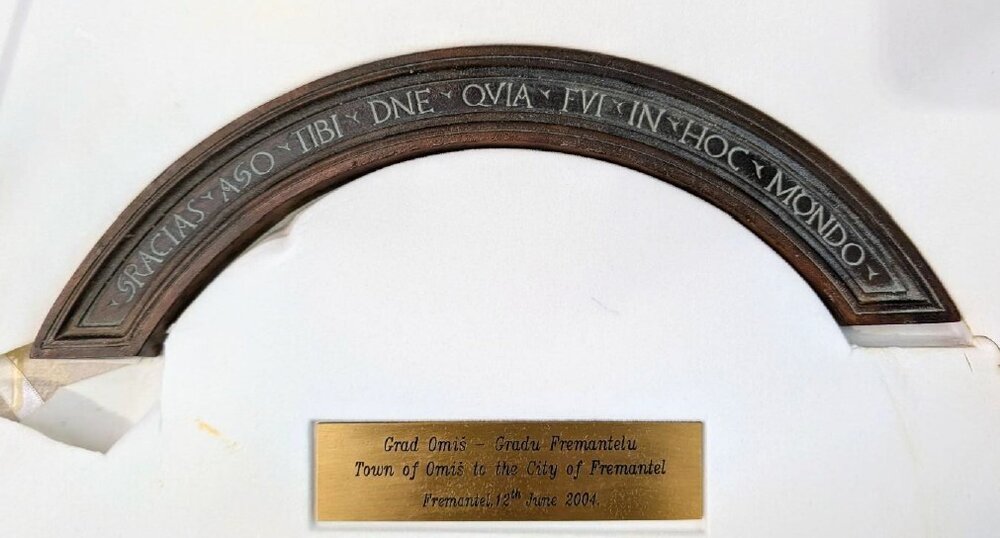 GRACIAS AGO TIBI DNE QVIA FVI IN HOC MONDO
Grad Omiš - Gradu Fremantelu
Town of Omiš to the City of Fremantel
Fremantel, 12th June 2004.